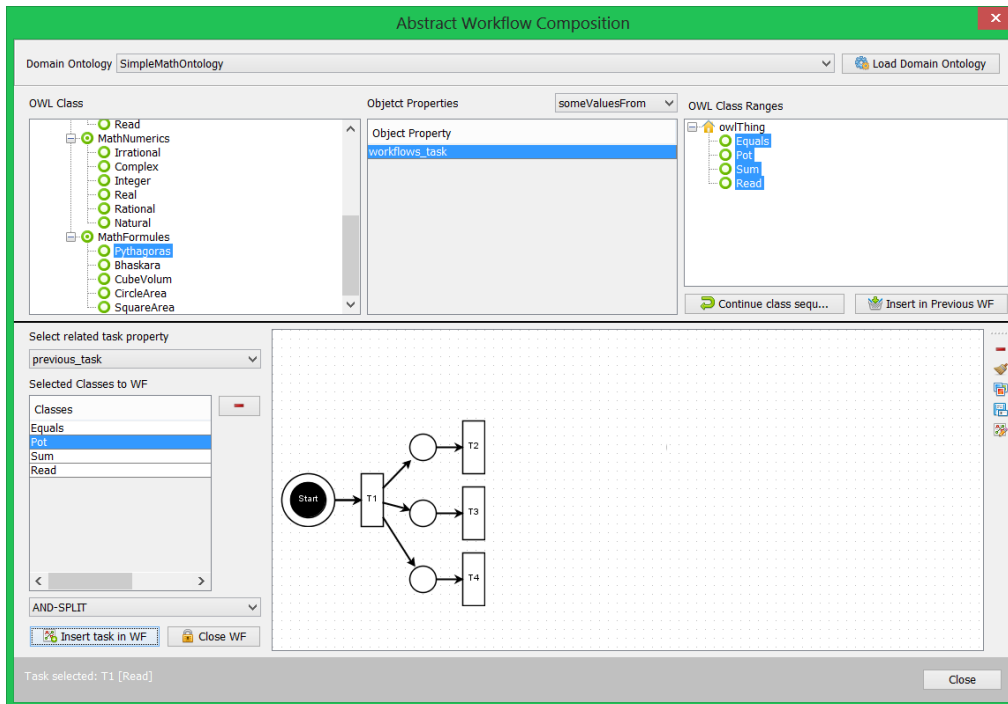 Abstract Workflow Composition
Domain Ontology SimpleMathOntology Load Domain Ontology
OWL Class
Read
MathNumerics
Irrational
Complex
Integer
Real
Rational
Natural
MathFormules
Pythagoras
Bhaskara
CubeVolum
CircleArea
SquareArea
Objetct Properties someValuesFrom
Object Property
workflows_task
OWL Class Ranges
owlThing
Equals
Pot
Sum
Read
Continue class sequ... Insert in Previous WF
Select related task property
previous_task
Selected Classes to WF
Classes
Equals
Pot
Sum
Read
AND-SPLIT
Insert task in WF Close WF
Start
T1
T2
T3
T4
Task selected: T1 [Read]
Close